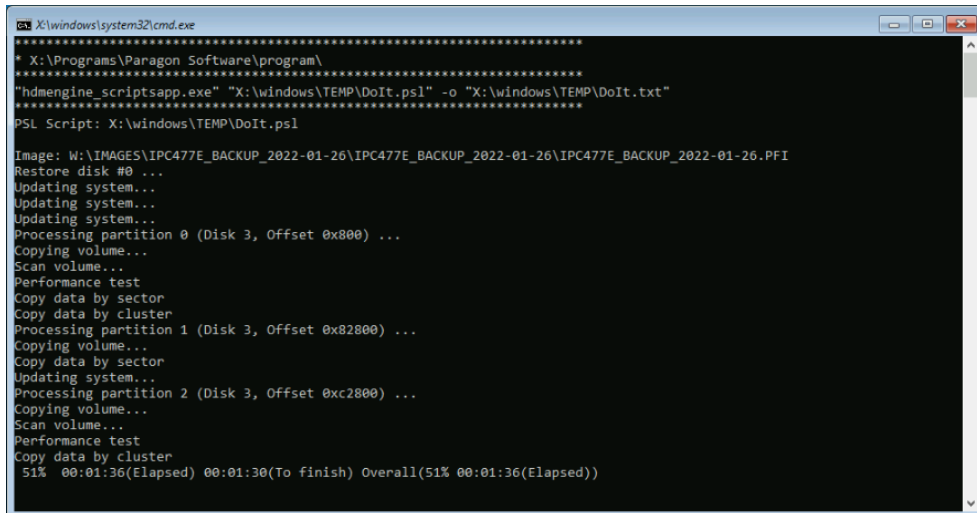 X:\windows\system32\cmd.exe
***********************************************************************
* X:\Programs\Paragon Software\program\
***********************************************************************
"hdmengine_scriptsapp.exe" "X:\windows\TEMP\DoIt.psl" -o "X:\windows\TEMP\DoIt.txt"
***********************************************************************
PSL Script: X:\windows\TEMP\DoIt.psl
Image: W:\IMAGES\IPC477E_BACKUP_2022-01-26\IPC477E_BACKUP_2022-01-26\IPC477E_BACKUP_2022-01-26.PFI
Restore disk #0 ...
Updating system...
Updating system...
Updating system...
Processing partition 0 (Disk 3, Offset 0x800) ...
Copying volume...
Scan volume...
Performance test
Copy data by sector
Copy data by cluster
Processing partition 1 (Disk 3, Offset 0x82800) ...
Copying volume...
Copy data by sector
Updating system...
Processing partition 2 (Disk 3, Offset 0xc2800) ...
Copying volume...
Scan volume...
Performance test
Copy data by cluster
51% 00:01:36(Elapsed) 00:01:30(To finish) Overall(51% 00:01:36(Elapsed))